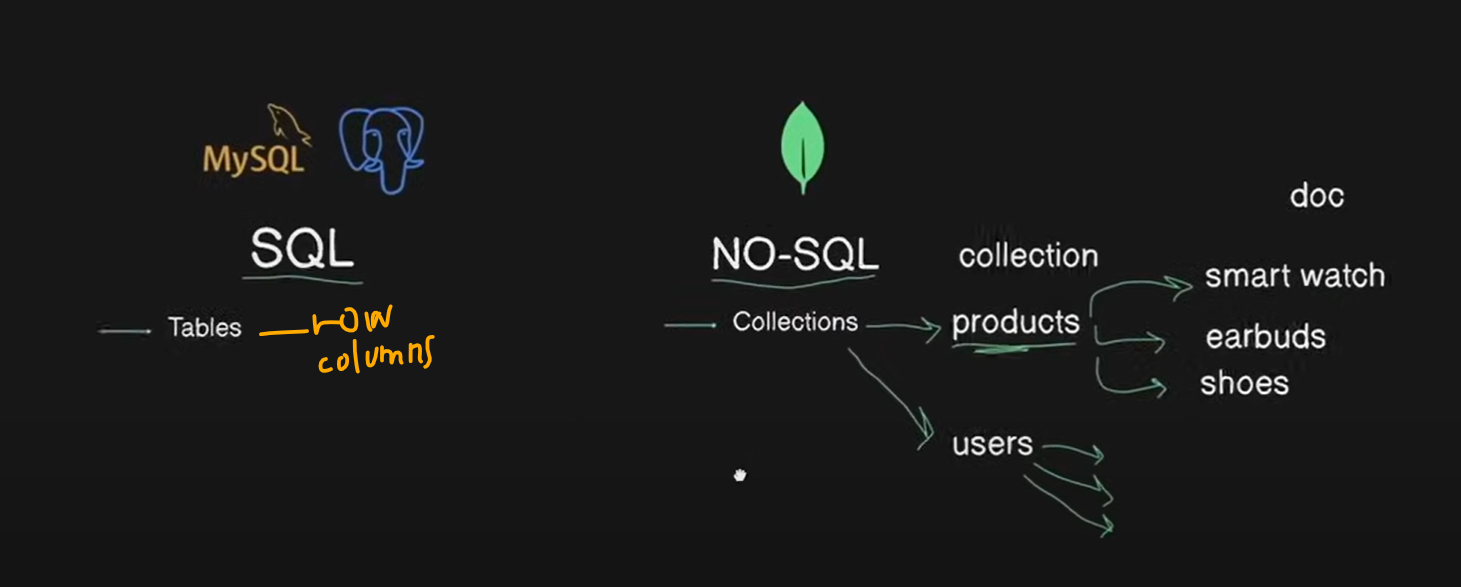 MySQL
SQL
Tables
row
columns
NO-SQL
Collections
collection
products
users
doc
smart watch
earbuds
shoes